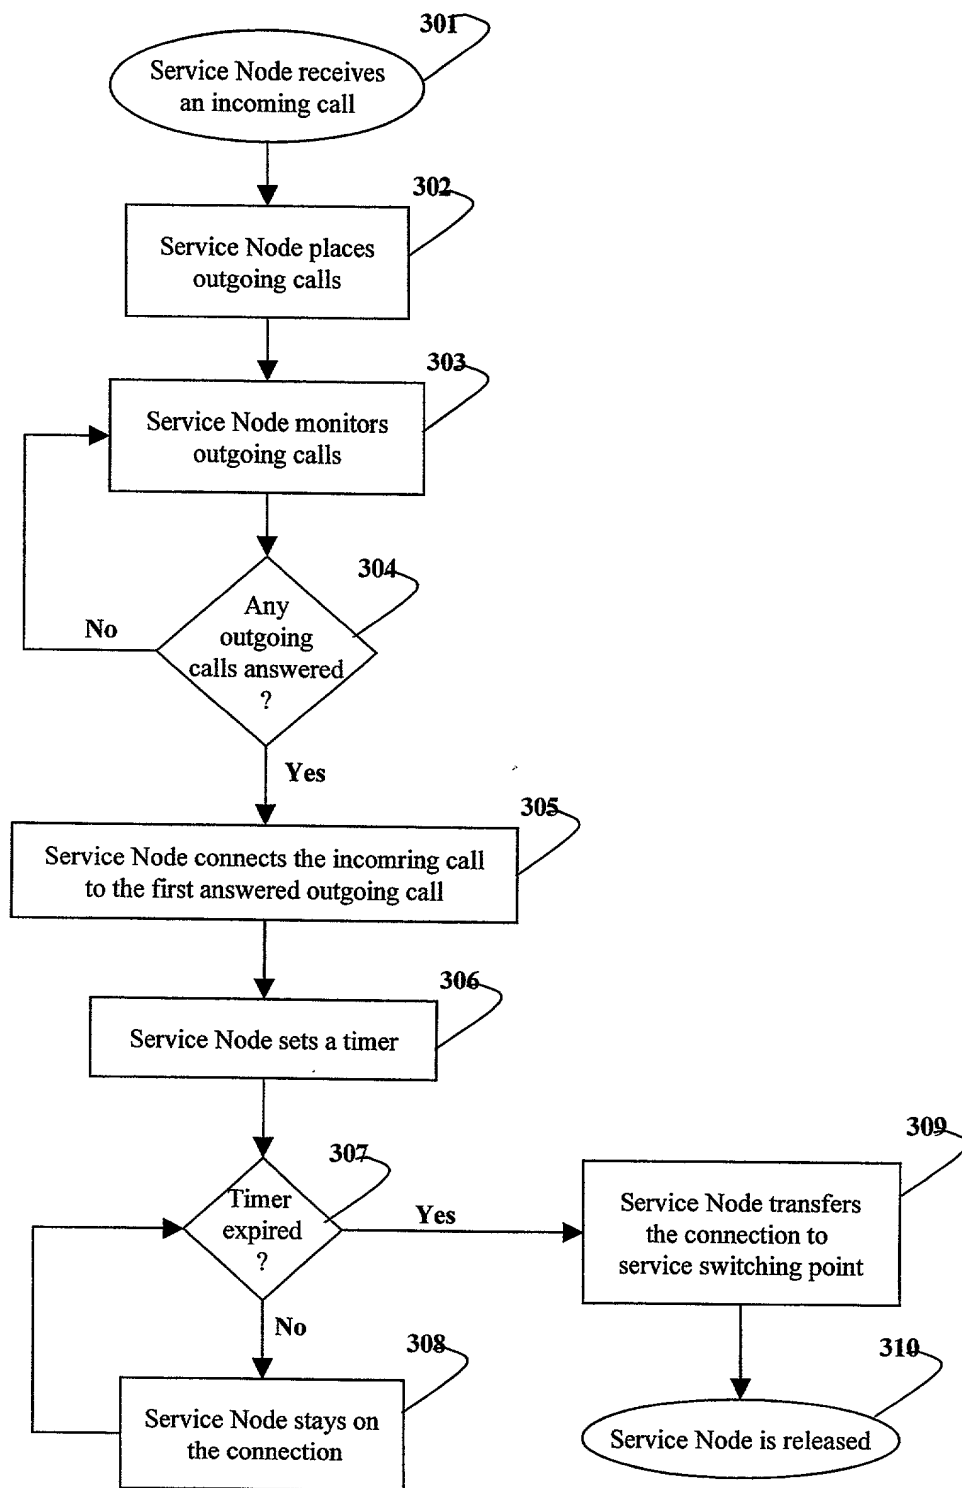 301
Service Node receives
an incoming call
302
Service Node places
outgoing calls
303
Service Node monitors
outgoing calls
304
Any
outgoing
calls answered
?
No
Yes
305
Service Node connects the incomring call
to the first answered outgoing call
306
Service Node sets a timer
307
Timer
expired
?
Yes
No
308
Service Node stays on
the connection
309
Service Node transfers
the connection to
service switching point
310
Service Node is released